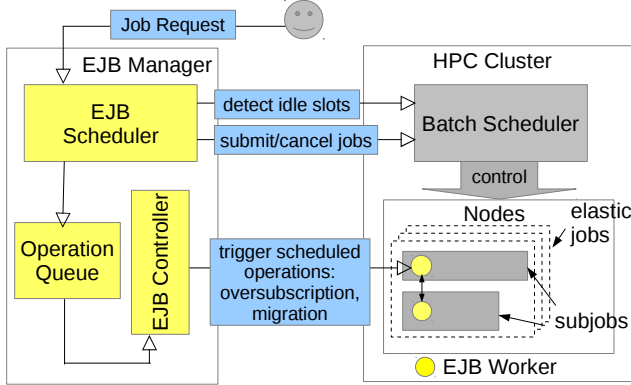 Job Request
EJB Manager
EJB
Scheduler
detect idle slots
submit/cancel jobs
HPC Cluster
Batch Scheduler
control
Operation
Queue
EJB Controller
trigger scheduled
operations:
oversubscription,
migration
Nodes
elastic
jobs
subjobs
EJB Worker